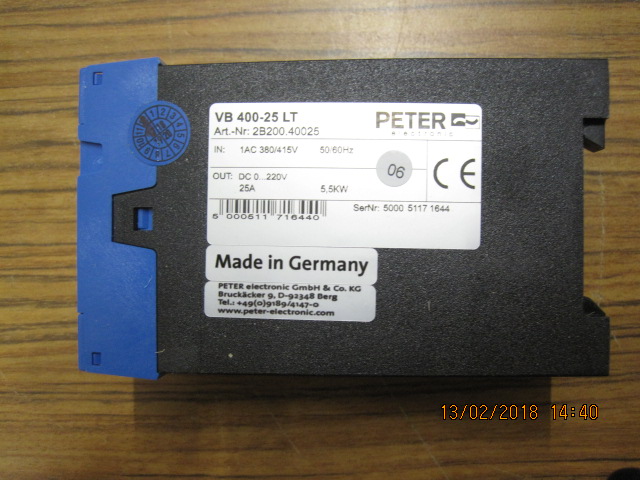 VB 400-25 LT
Art.-Nr: 2B200.40025
PETER
electronic
IN: 1AC 380/415V 50/60Hz
06
OUT: DC 0...220V
25A 5,5KW
CE
5 000511 716440
SerNr: 5000 5117 1644
Made in Germany
PETER electronic GmbH & Co. KG
Bruckäcker 9, D-92348 Berg
Tel.: +49(0)9189/4147-0
www.peter-electronic.com
13/02/2018 14:40